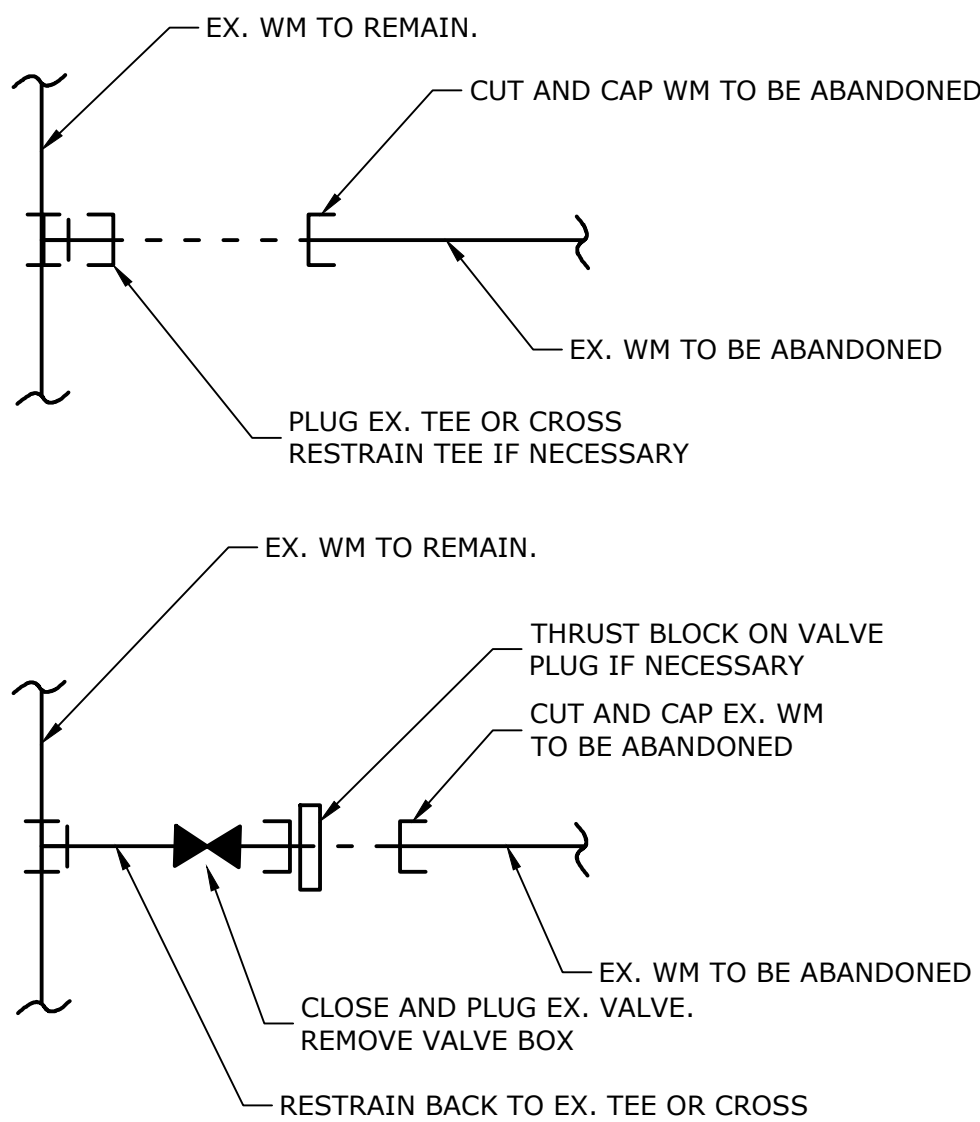 EX. WM TO REMAIN.
CUT AND CAP WM TO BE ABANDONED
EX. WM TO BE ABANDONED
PLUG EX. TEE OR CROSS
RESTRAIN TEE IF NECESSARY
EX. WM TO REMAIN.
THRUST BLOCK ON VALVE
PLUG IF NECESSARY
CUT AND CAP EX. WM
TO BE ABANDONED
EX. WM TO BE ABANDONED
CLOSE AND PLUG EX. VALVE.
REMOVE VALVE BOX
RESTRAIN BACK TO EX. TEE OR CROSS